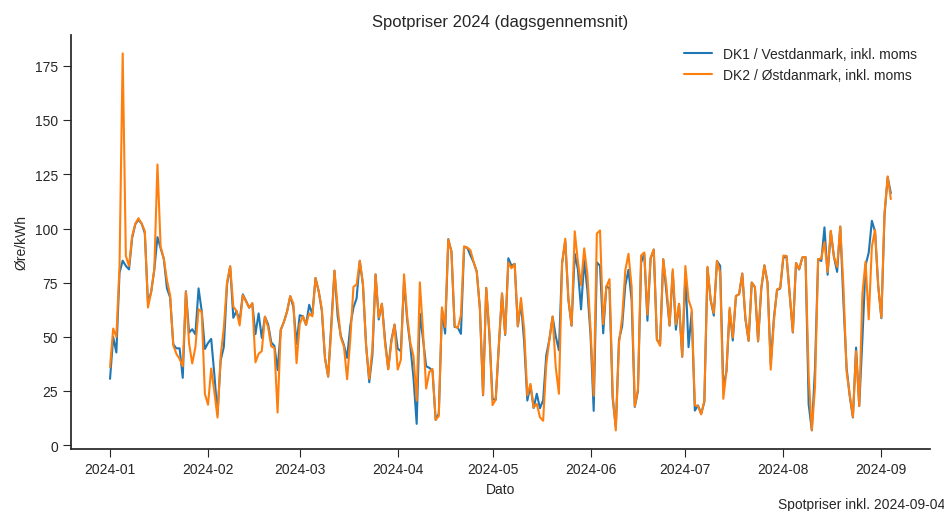 Spotpriser 2024 (dagsgennemsnit)
DK1 / Vestdanmark, inkl. moms
DK2 / Østdanmark, inkl. moms
175
150
125
100
75
50
25
0
Øre/kWh
2024-01 2024-02 2024-03 2024-04 2024-05 2024-06 2024-07 2024-08 2024-09
Dato
Spotpriser inkl. 2024-09-04